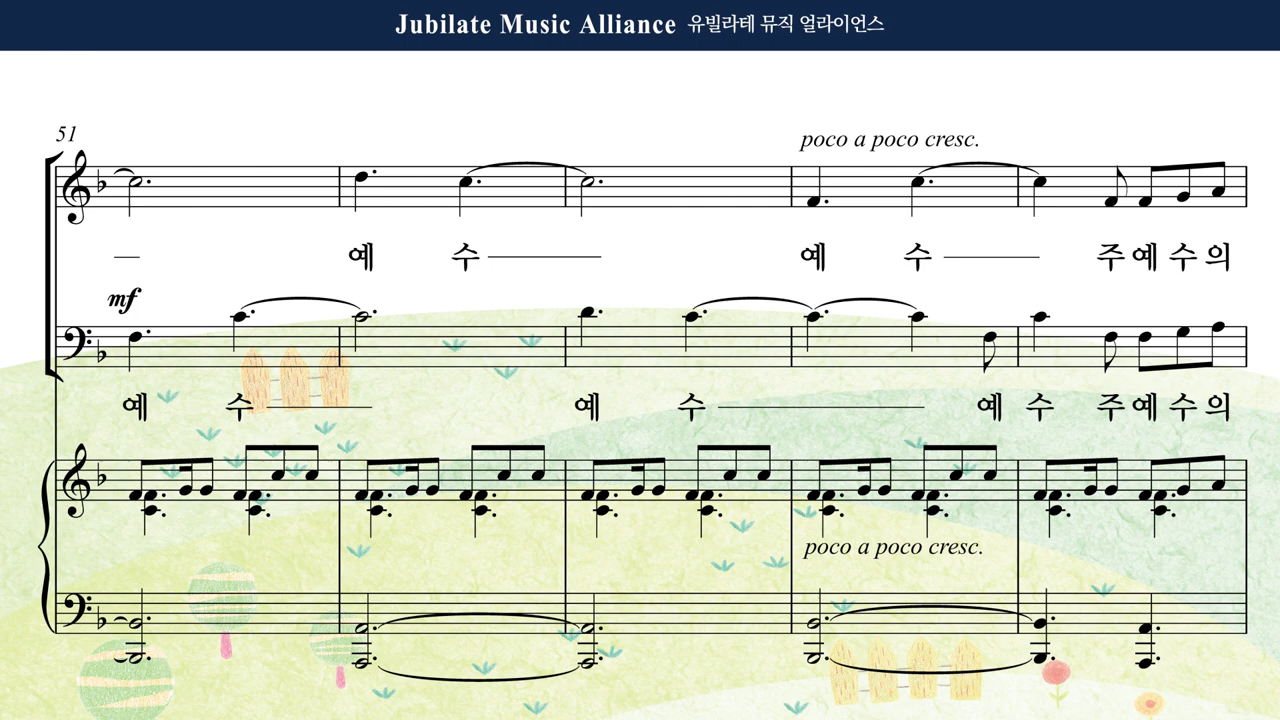 Jubilate Music Alliance 유빌라테 뮤직 얼라이언스
51
poco a poco cresc.
예 수 예 수 주 예 수 의
mf
예 수 예 수 예 수 주 예 수 의
poco a poco cresc.